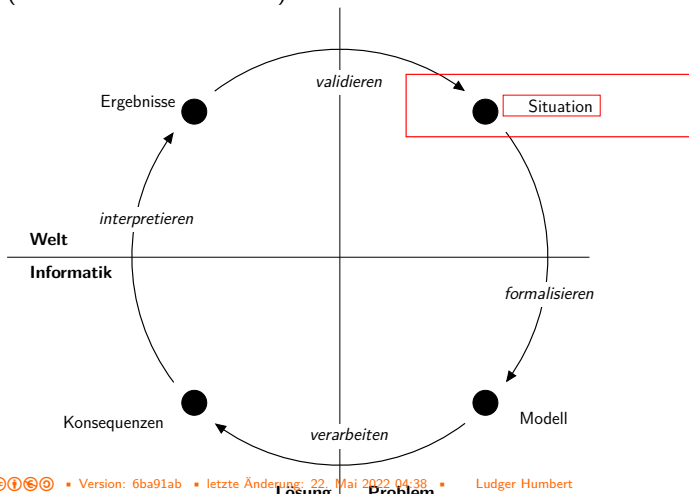 validieren
Ergebnisse
Situation
interpretieren
Welt
Informatik
formalisieren
Konsequenzen
Modell
verarbeiten
Version: 6ba91ab ▪ letzte Änderung: 22. Mai 2022 04:38 ▪ Ludger Humbert
Lösung Problem